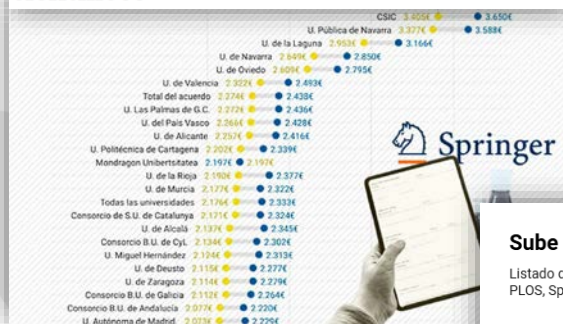 CSIC 3.405€ 3.650€
U. Pública de Navarra 3.377€ 3.588€
U. de la Laguna 2.953€ 3.166€
U. de Navarra 2.649€ 2.850€
U. de Oviedo 2.609€ 2.795€
U. de Valencia 2.322€ 2.493€
Total del acuerdo 2.274€ 2.438€
U. Las Palmas de G.C. 2.272€ 2.436€
U. del País Vasco 2.266€ 2.428€
U. de Alicante 2.257€ 2.416€
U. Politécnica de Cartagena 2.202€ 2.339€
Mondragon Unibertsitatea 2.197€ 2.197€
U. de la Rioja 2.190€ 2.377€
U. de Murcia 2.177€ 2.322€
Todas las universidades 2.176€ 2.333€
Consorcio de S.U. de Catalunya 2.171€ 2.324€
U. de Alcalá 2.137€ 2.345€
Consorcio B.U. de CyL 2.134€ 2.302€
U. Miguel Hernández 2.124€ 2.313€
U. de Deusto 2.115€ 2.277€
U. de Zaragoza 2.114€ 2.279€
Consorcio B.U. de Galicia 2.112€ 2.264€
Consorcio B.U. de Andalucía 2.077€ 2.220€
U. Autónoma de Madrid 2.073€ 2.229€
Springer
Sube
Listado
PLOS, Sp